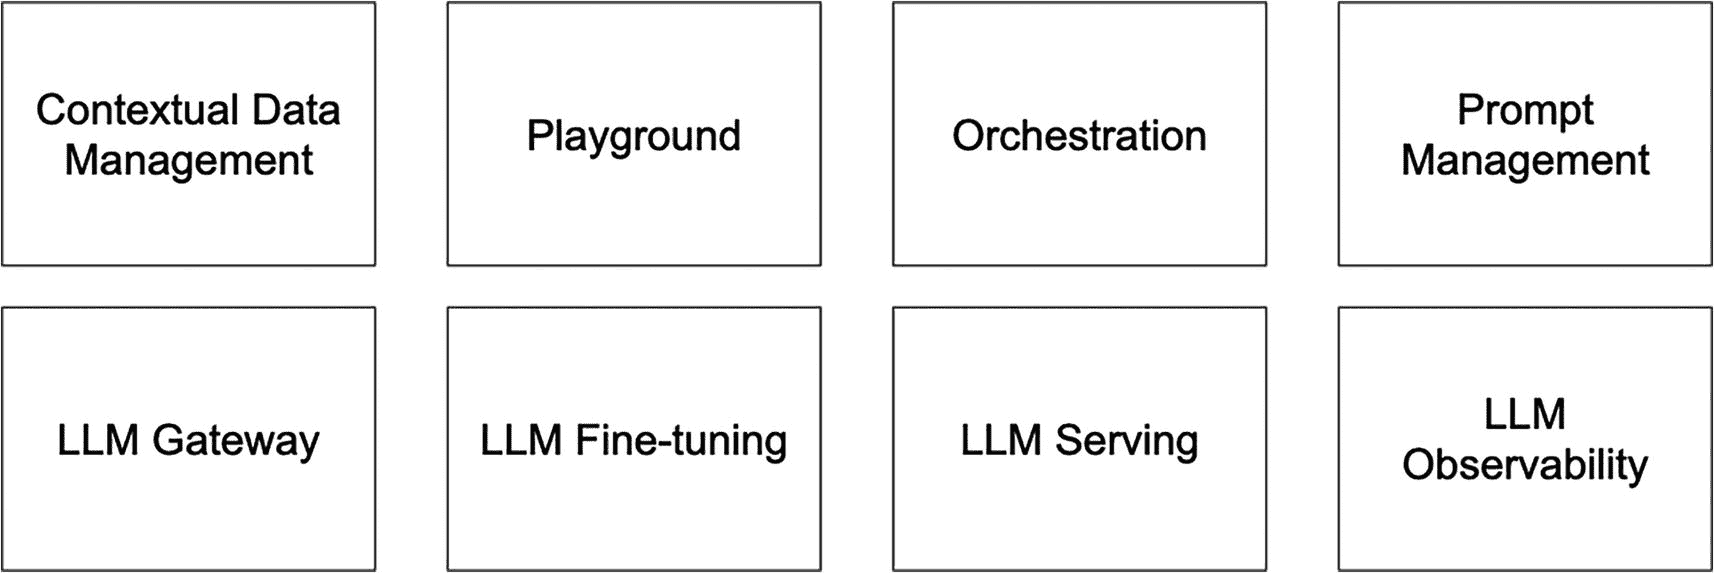 Contextual Data
Management
Playground
Orchestration
Prompt
Management
LLM Gateway
LLM Fine-tuning
LLM Serving
LLM
Observability